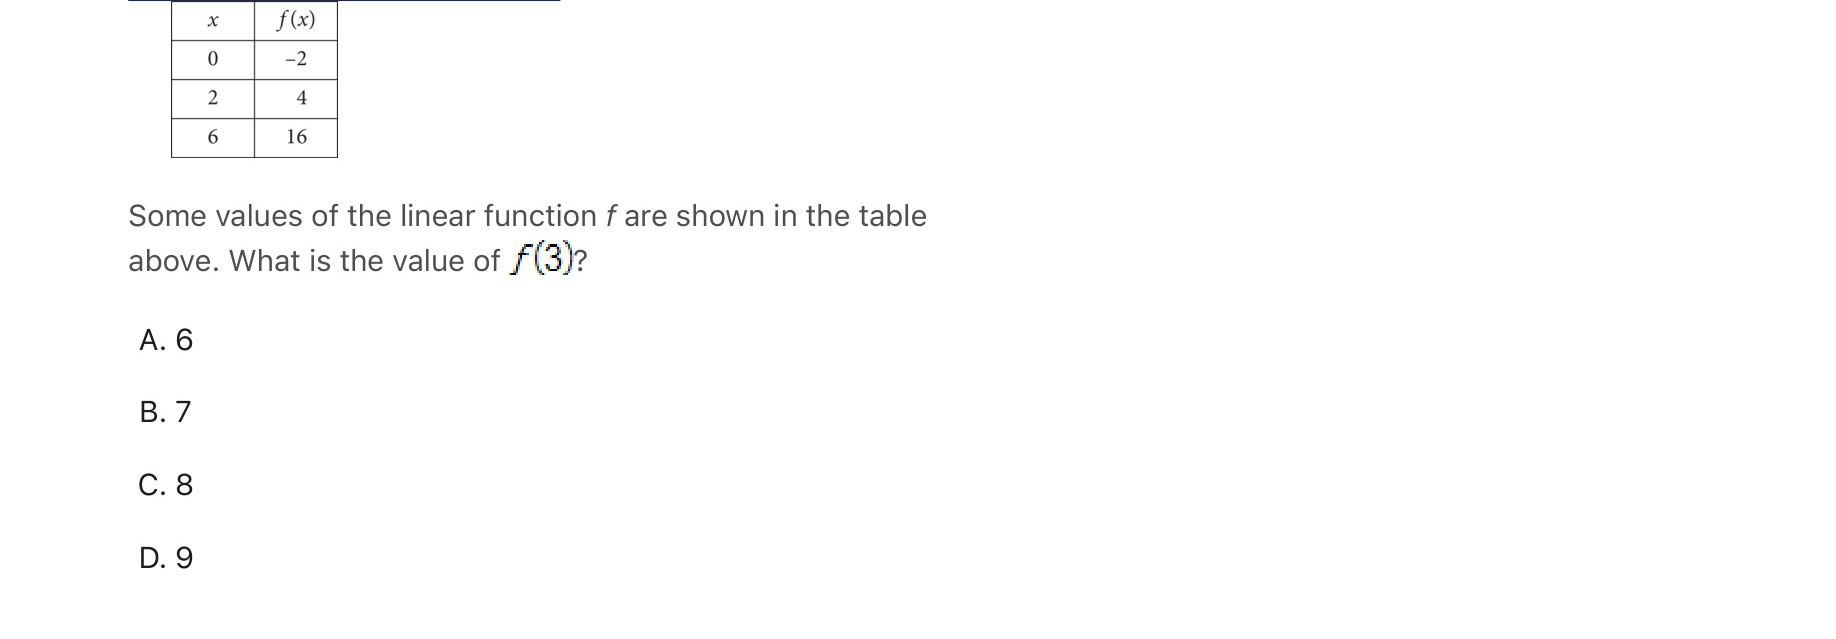 x f(x)
0 –2
2 4
6 16
Some values of the linear function f are shown in the table
above. What is the value of f(3)?
A. 6
B. 7
C. 8
D. 9